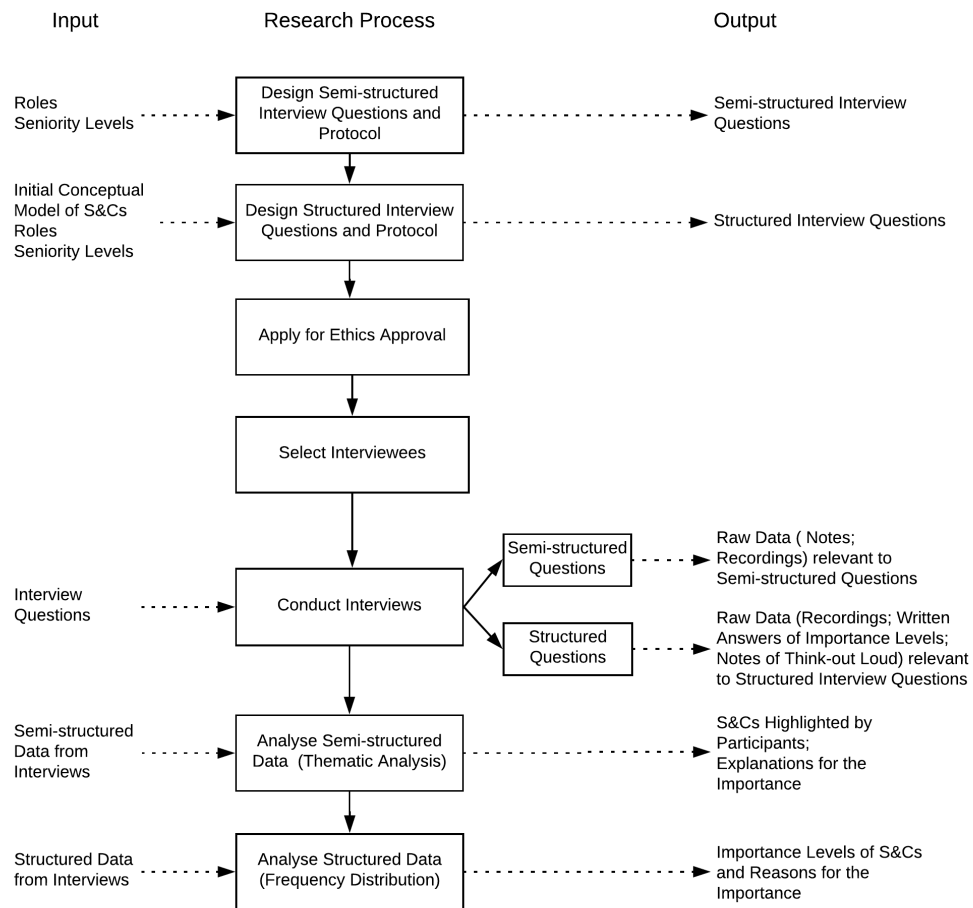 Input
Research Process
Output
Roles
Seniority Levels
Design Semi-structured
Interview Questions and
Protocol
Semi-structured Interview
Questions
Initial Conceptual
Model of S&Cs
Roles
Seniority Levels
Design Structured Interview
Questions and Protocol
Structured Interview Questions
Apply for Ethics Approval
Select Interviewees
Interview
Questions
Conduct Interviews
Semi-structured
Questions
Raw Data ( Notes;
Recordings) relevant to
Semi-structured Questions
Structured
Questions
Raw Data (Recordings; Written
Answers of Importance Levels;
Notes of Think-out Loud) relevant
to Structured Interview Questions
Semi-structured
Data from
Interviews
Analyse Semi-structured
Data  (Thematic Analysis)
S&Cs Highlighted by
Participants;
Explanations for the
Importance
Structured Data
from Interviews
Analyse Structured Data
(Frequency Distribution)
Importance Levels of S&Cs
and Reasons for the
Importance